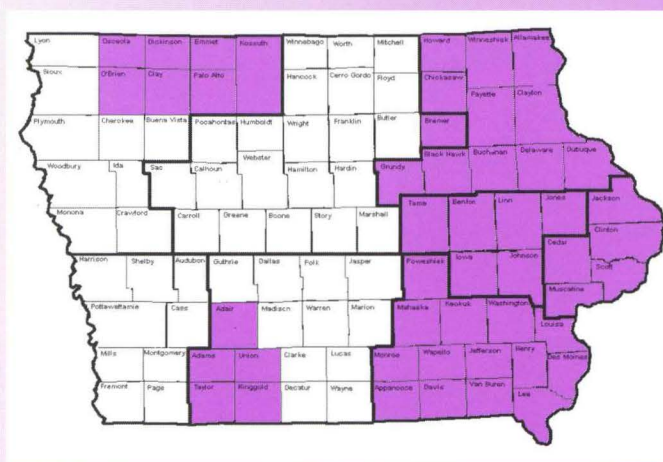 Lyon Osceola Dickinson Emmet Kossuth Winnebago Worth Mitchell Howard Winneshiek Allamakee
Sioux O'Brien Clay Palo Alto Hancock Cerro Gordo Floyd Chickasaw
Fayette Clayton
Plymouth Cherokee Buena Vista Pocahontas Humboldt Wright Franklin Butler Bremer
Woodbury Ida Sac Calhoun Webster Hamilton Hardin Grundy Black Hawk Buchanan Delaware Dubuque
Monona Crawford Carroll Greene Boone Story Marshall Tama Benton Linn Jones Jackson
Clinton
Harrison Shelby Audubon Guthrie Dallas Polk Jasper Poweshiek Iowa Johnson Cedar
Scott
Muscatine
Pottawattamie Cass Adair Madison Warren Marion Mahaska Keokuk Washington
Louisa
Mills Montgomery Adams Union Clarke Lucas Monroe Wapello Jefferson Henry Des Moines
Fremont Page Taylor Ringgold Decatur Wayne Appanoose Davis Van Buren Lee